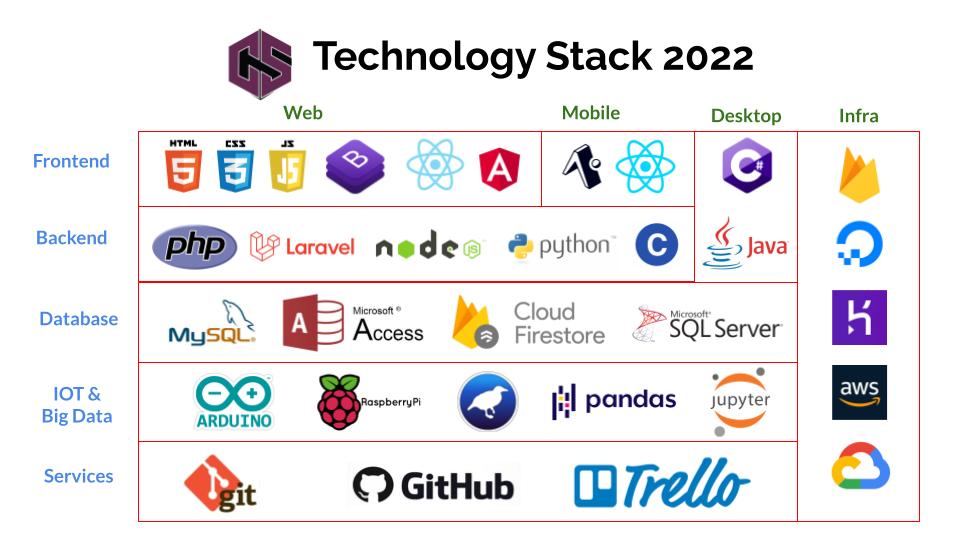 Technology Stack 2022
Web
Mobile
Desktop
Infra
Frontend
HTML
5
CSS
3
JS
JS
B
A
C#
Backend
php
Laravel
node
JS
python™
C
Java
Database
MySQL®
A
Microsoft®
Access
Cloud
Firestore
Microsoft®
SQL Server
IOT &
Big Data
ARDUINO
RaspberryPi
pandas
jupyter
aws
Services
git
GitHub
Trello